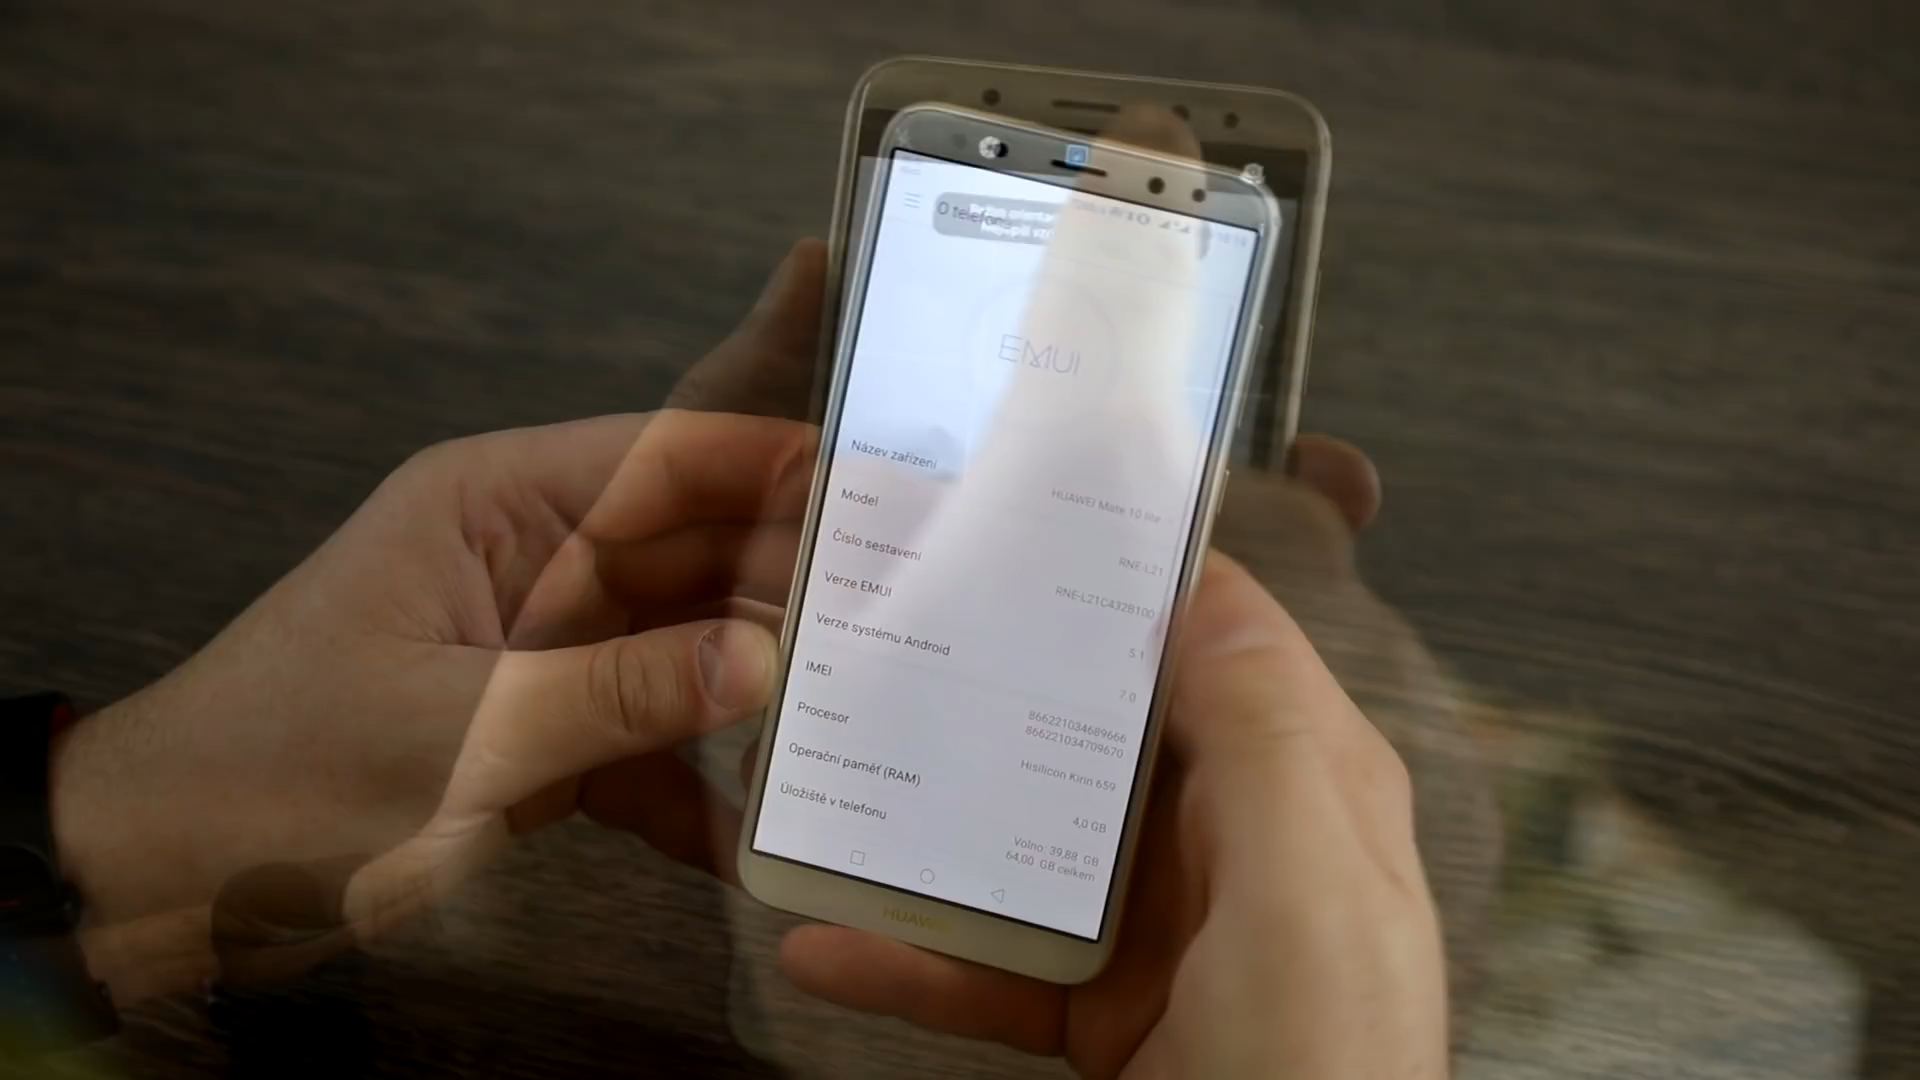 O telefonu
EMUI
Název zařízení
HUAWEI Mate 10 lite
Model
RNE-L21
Číslo sestavení
RNE-L21C432B100
Verze EMUI
5.1
Verze systému Android
7.0
IMEI
866221034689666
866221034709670
Procesor
Hisilicon Kirin 659
Operační paměť (RAM)
4,0 GB
Úložiště v telefonu
Volno: 39,88 GB
64,00 GB celkem
HUAWEI